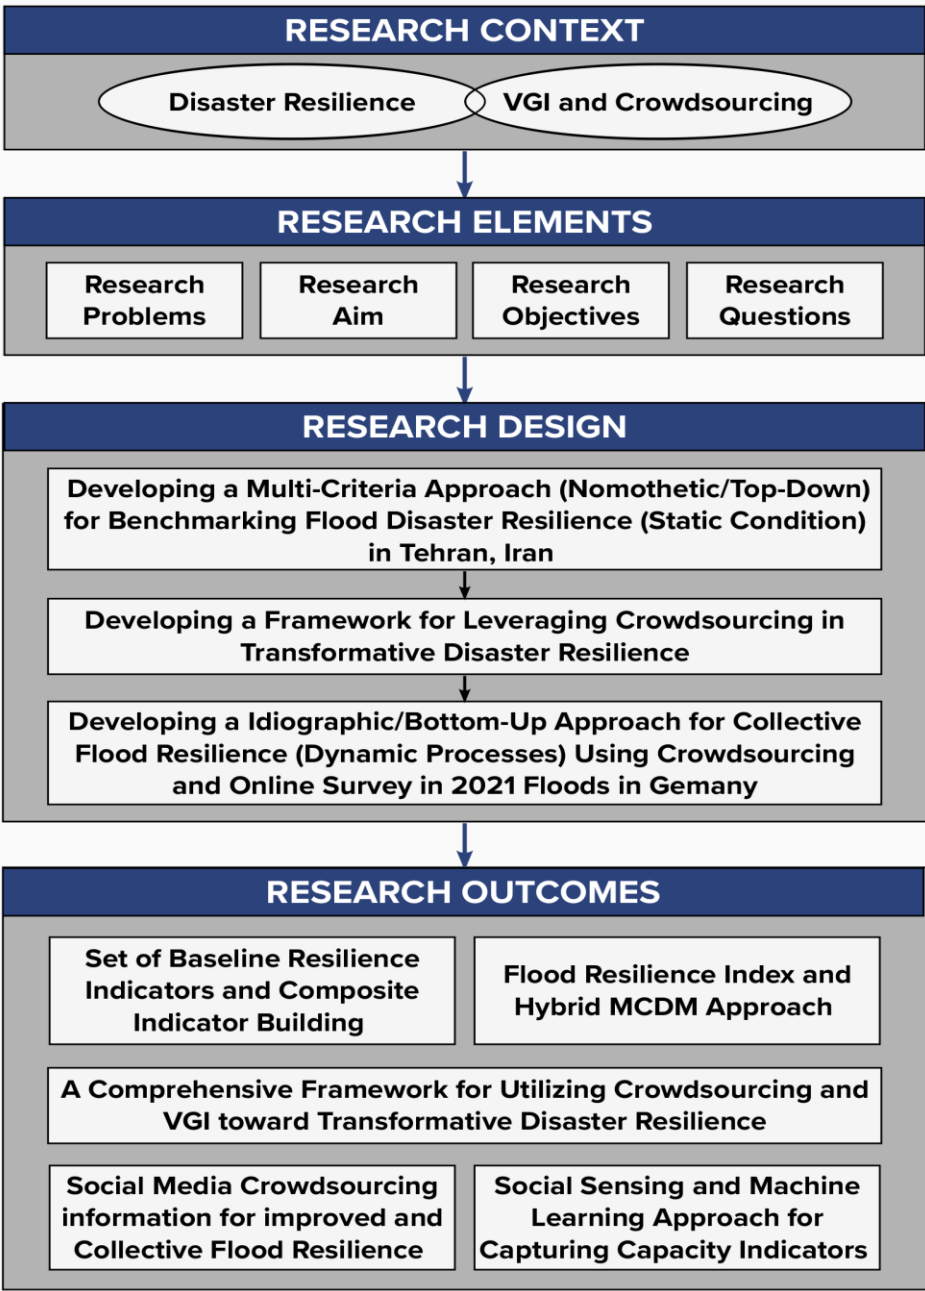 RESEARCH CONTEXT
Disaster Resilience
VGI and Crowdsourcing
RESEARCH ELEMENTS
Research
Problems
Research
Aim
Research
Objectives
Research
Questions
RESEARCH DESIGN
Developing a Multi-Criteria Approach (Nomothetic/Top-Down)
for Benchmarking Flood Disaster Resilience (Static Condition)
in Tehran, Iran
Developing a Framework for Leveraging Crowdsourcing in
Transformative Disaster Resilience
Developing a Idiographic/Bottom-Up Approach for Collective
Flood Resilience (Dynamic Processes) Using Crowdsourcing
and Online Survey in 2021 Floods in Gemany
RESEARCH OUTCOMES
Set of Baseline Resilience
Indicators and Composite
Indicator Building
Flood Resilience Index and
Hybrid MCDM Approach
A Comprehensive Framework for Utilizing Crowdsourcing and
VGI toward Transformative Disaster Resilience
Social Media Crowdsourcing
information for improved and
Collective Flood Resilience
Social Sensing and Machine
Learning Approach for
Capturing Capacity Indicators